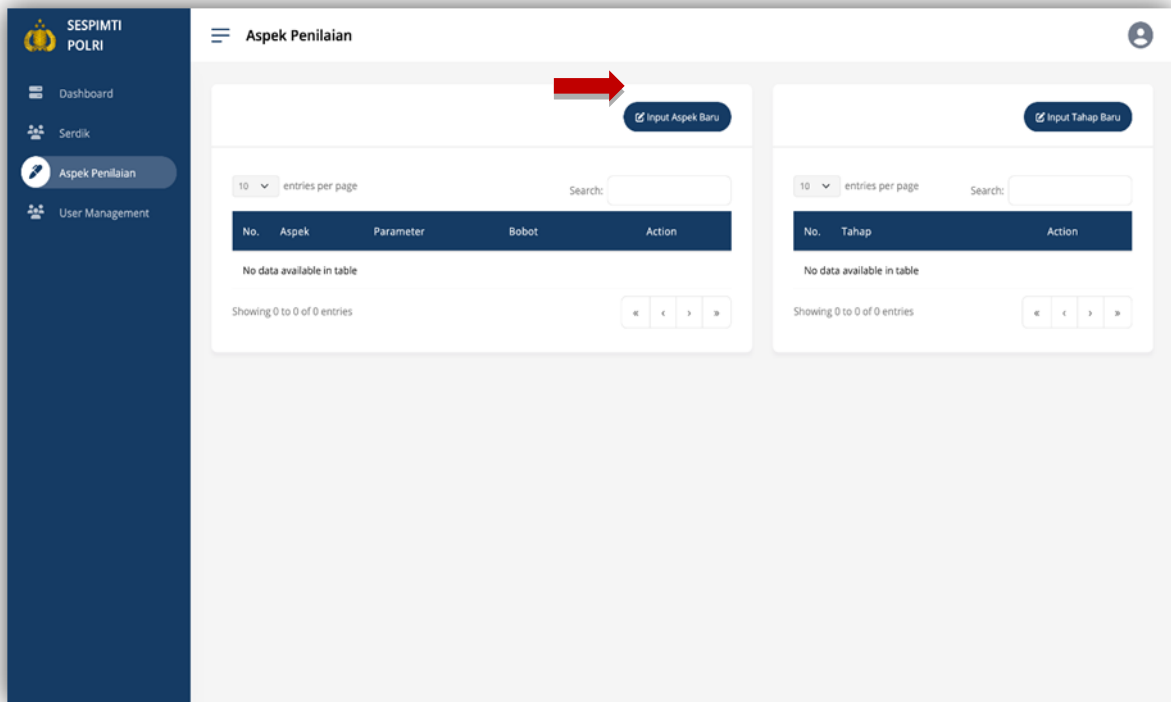 SESPIMTI
POLRI
Aspek Penilaian
Dashboard
Serdik
Aspek Penilaian
User Management
Input Aspek Baru
10 entries per page
Search:
No. Aspek Parameter Bobot Action
No data available in table
Showing 0 to 0 of 0 entries
« ‹ › »
Input Tahap Baru
10 entries per page
Search:
No. Tahap Action
No data available in table
Showing 0 to 0 of 0 entries
« ‹ › »